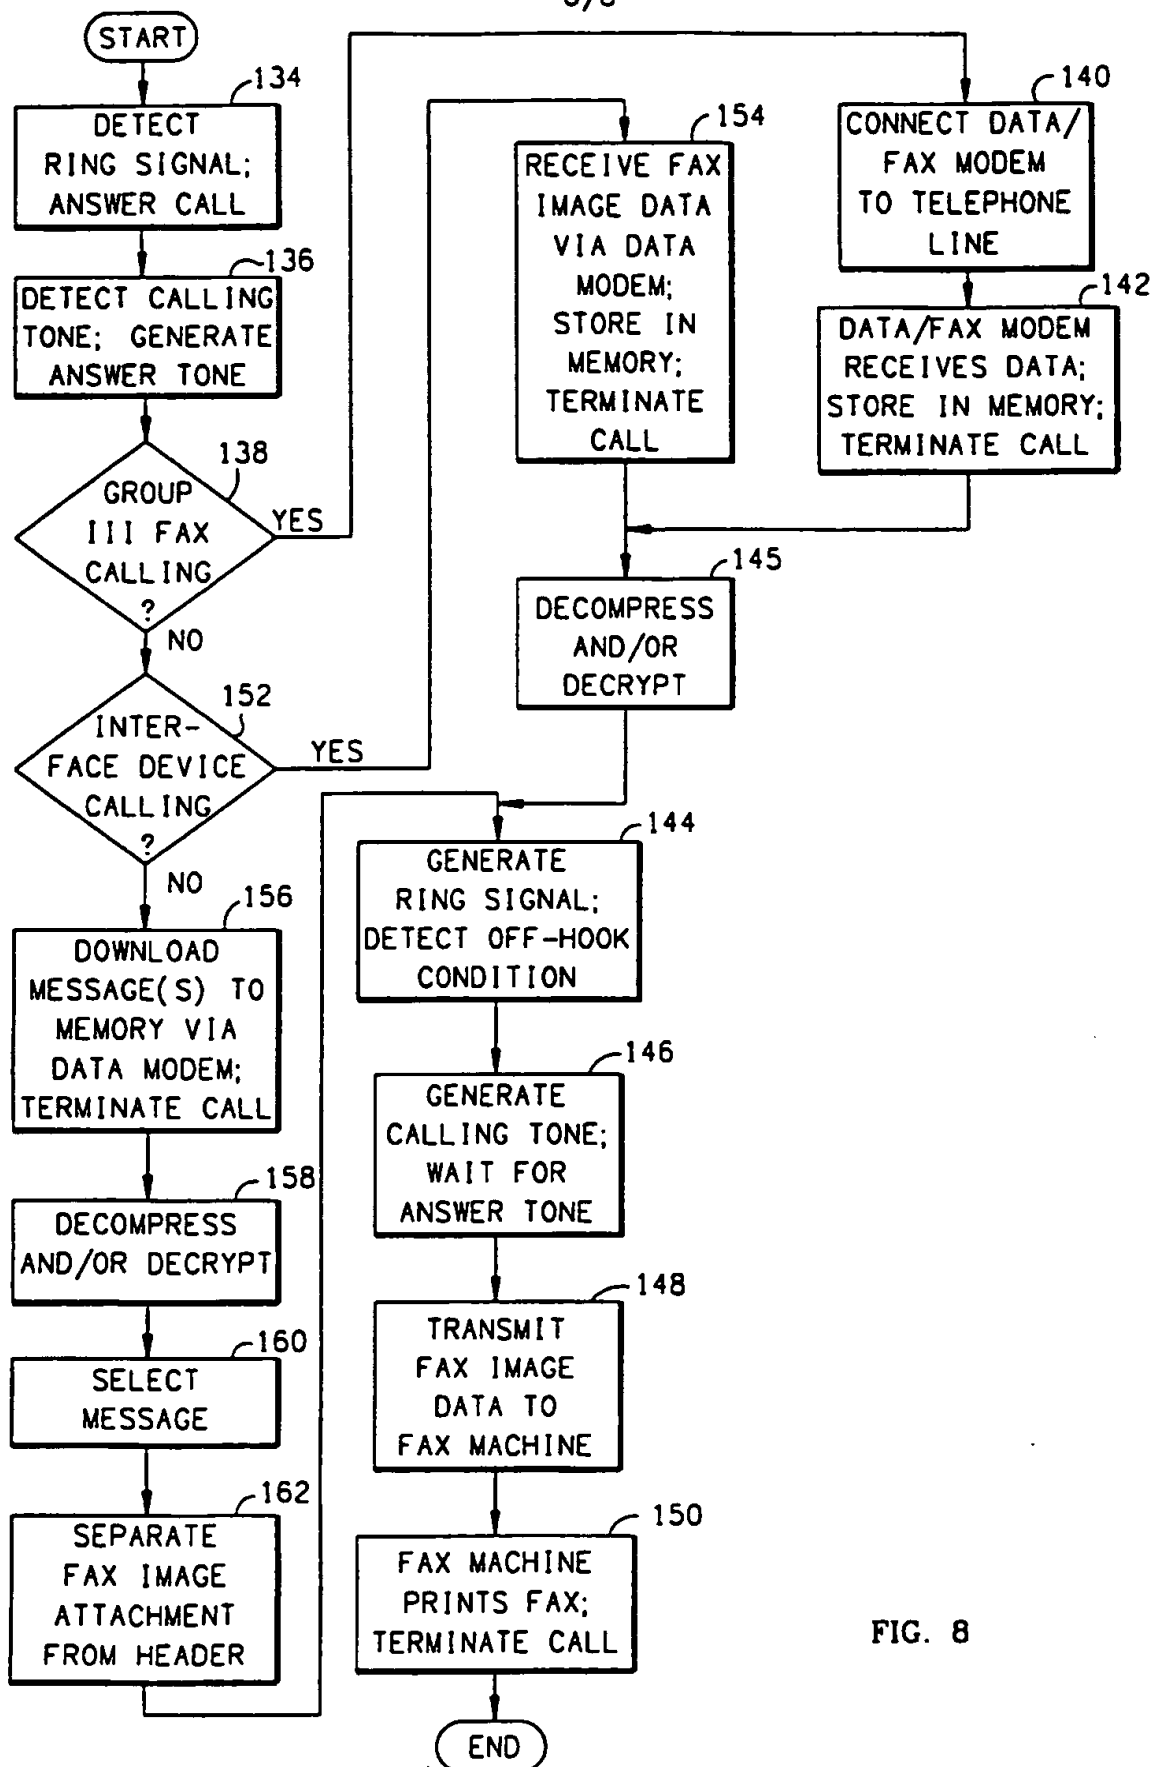 START
134
DETECT
RING SIGNAL;
ANSWER CALL
136
DETECT CALLING
TONE; GENERATE
ANSWER TONE
138
GROUP
III FAX
CALLING
?
YES
NO
152
INTER-
FACE DEVICE
CALLING
?
YES
NO
156
DOWNLOAD
MESSAGE(S) TO
MEMORY VIA
DATA MODEM;
TERMINATE CALL
158
DECOMPRESS
AND/OR DECRYPT
160
SELECT
MESSAGE
162
SEPARATE
FAX IMAGE
ATTACHMENT
FROM HEADER
154
RECEIVE FAX
IMAGE DATA
VIA DATA
MODEM;
STORE IN
MEMORY;
TERMINATE
CALL
140
CONNECT DATA/
FAX MODEM
TO TELEPHONE
LINE
142
DATA/FAX MODEM
RECEIVES DATA;
STORE IN MEMORY;
TERMINATE CALL
145
DECOMPRESS
AND/OR
DECRYPT
144
GENERATE
RING SIGNAL;
DETECT OFF-HOOK
CONDITION
146
GENERATE
CALLING TONE;
WAIT FOR
ANSWER TONE
148
TRANSMIT
FAX IMAGE
DATA TO
FAX MACHINE
150
FAX MACHINE
PRINTS FAX;
TERMINATE CALL
END
FIG. 8